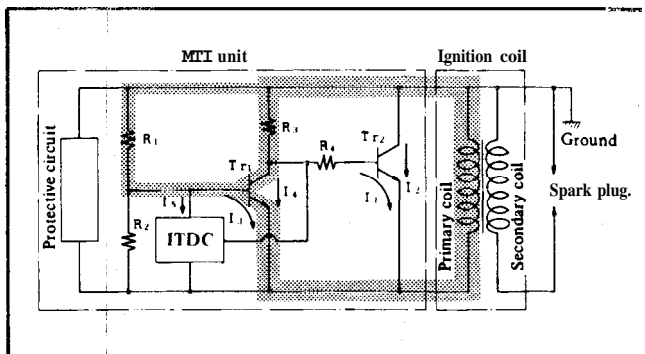 MTI unit
Ignition coil
Protective circuit
R1
R2
R3
R4
Tr1
Tr2
I5
I3
I4
I1
I2
ITDC
Primary coil
Secondary coil
Ground
Spark plug.